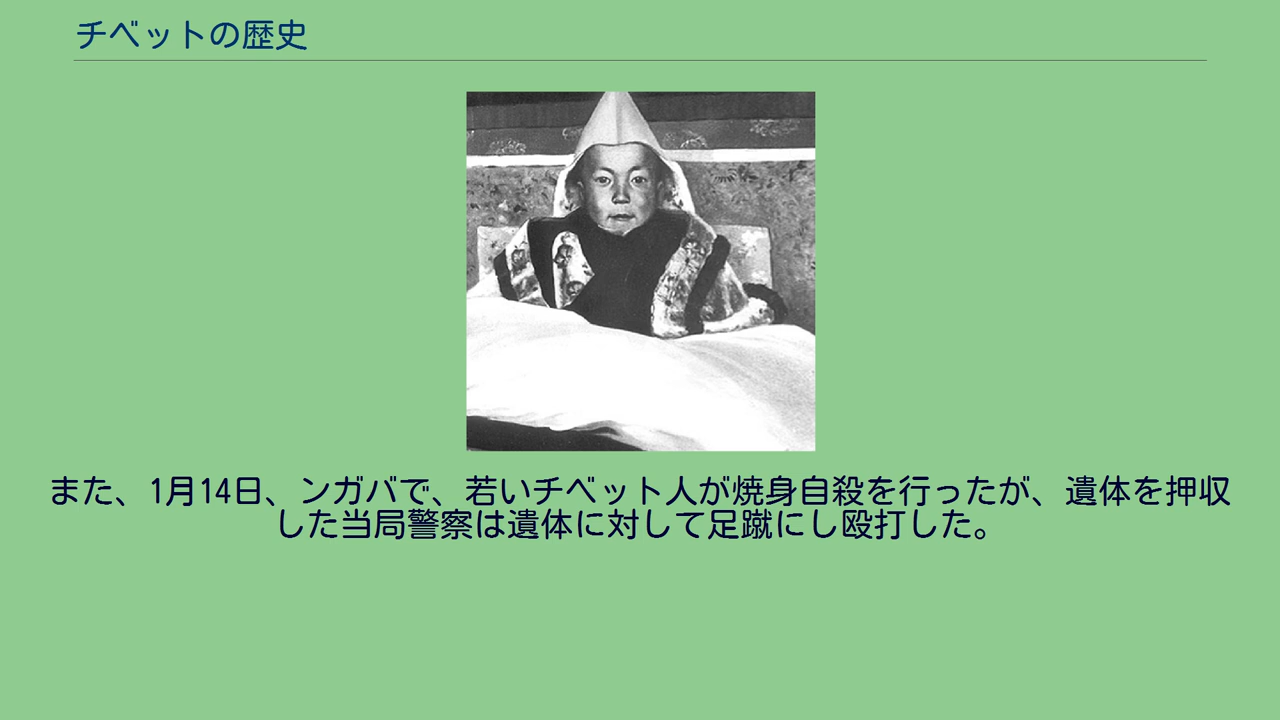 チベットの歴史
また、1月14日、ンガバで、若いチベット人が焼身自殺を行ったが、遺体を押収
した当局警察は遺体に対して足蹴にし殴打した。